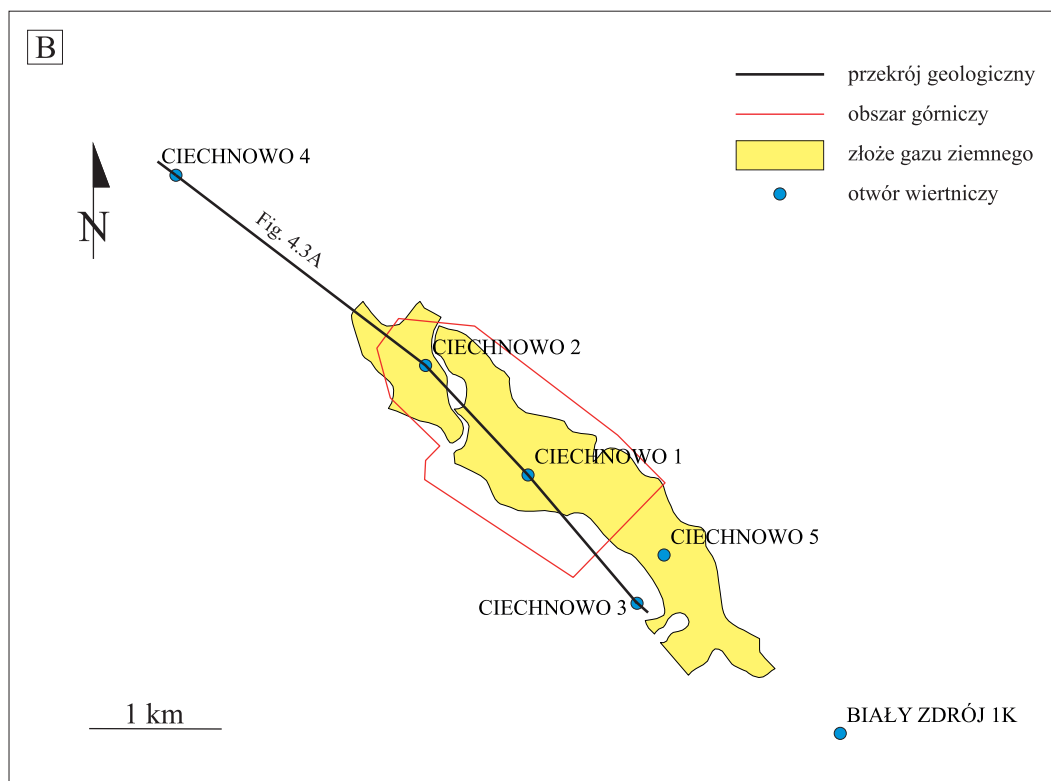 B
przekrój geologiczny
obszar górniczy
złoże gazu ziemnego
otwór wiertniczy
N
CIECHNOWO 4
Fig. 4.3A
CIECHNOWO 2
CIECHNOWO 1
CIECHNOWO 5
CIECHNOWO 3
1 km
BIAŁY ZDRÓJ 1K